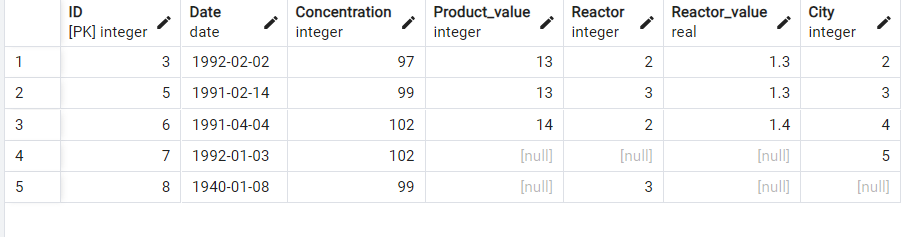 ID Date Concentration Product_value Reactor Reactor_value City
[PK] integer date integer integer integer real integer
1 3 1992-02-02 97 13 2 1.3 2
2 5 1991-02-14 99 13 3 1.3 3
3 6 1991-04-04 102 14 2 1.4 4
4 7 1992-01-03 102 [null] [null] [null] 5
5 8 1940-01-08 99 [null] 3 [null] [null]